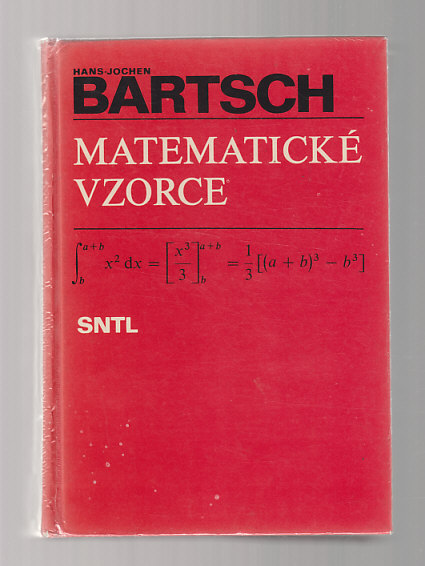 HANS-JOCHEN
BARTSCH
MATEMATICKÉ
VZORCE
∫_b^{a+b} x² dx = [x³/3]_b^{a+b} = 1/3 [(a + b)³ − b³]
SNTL